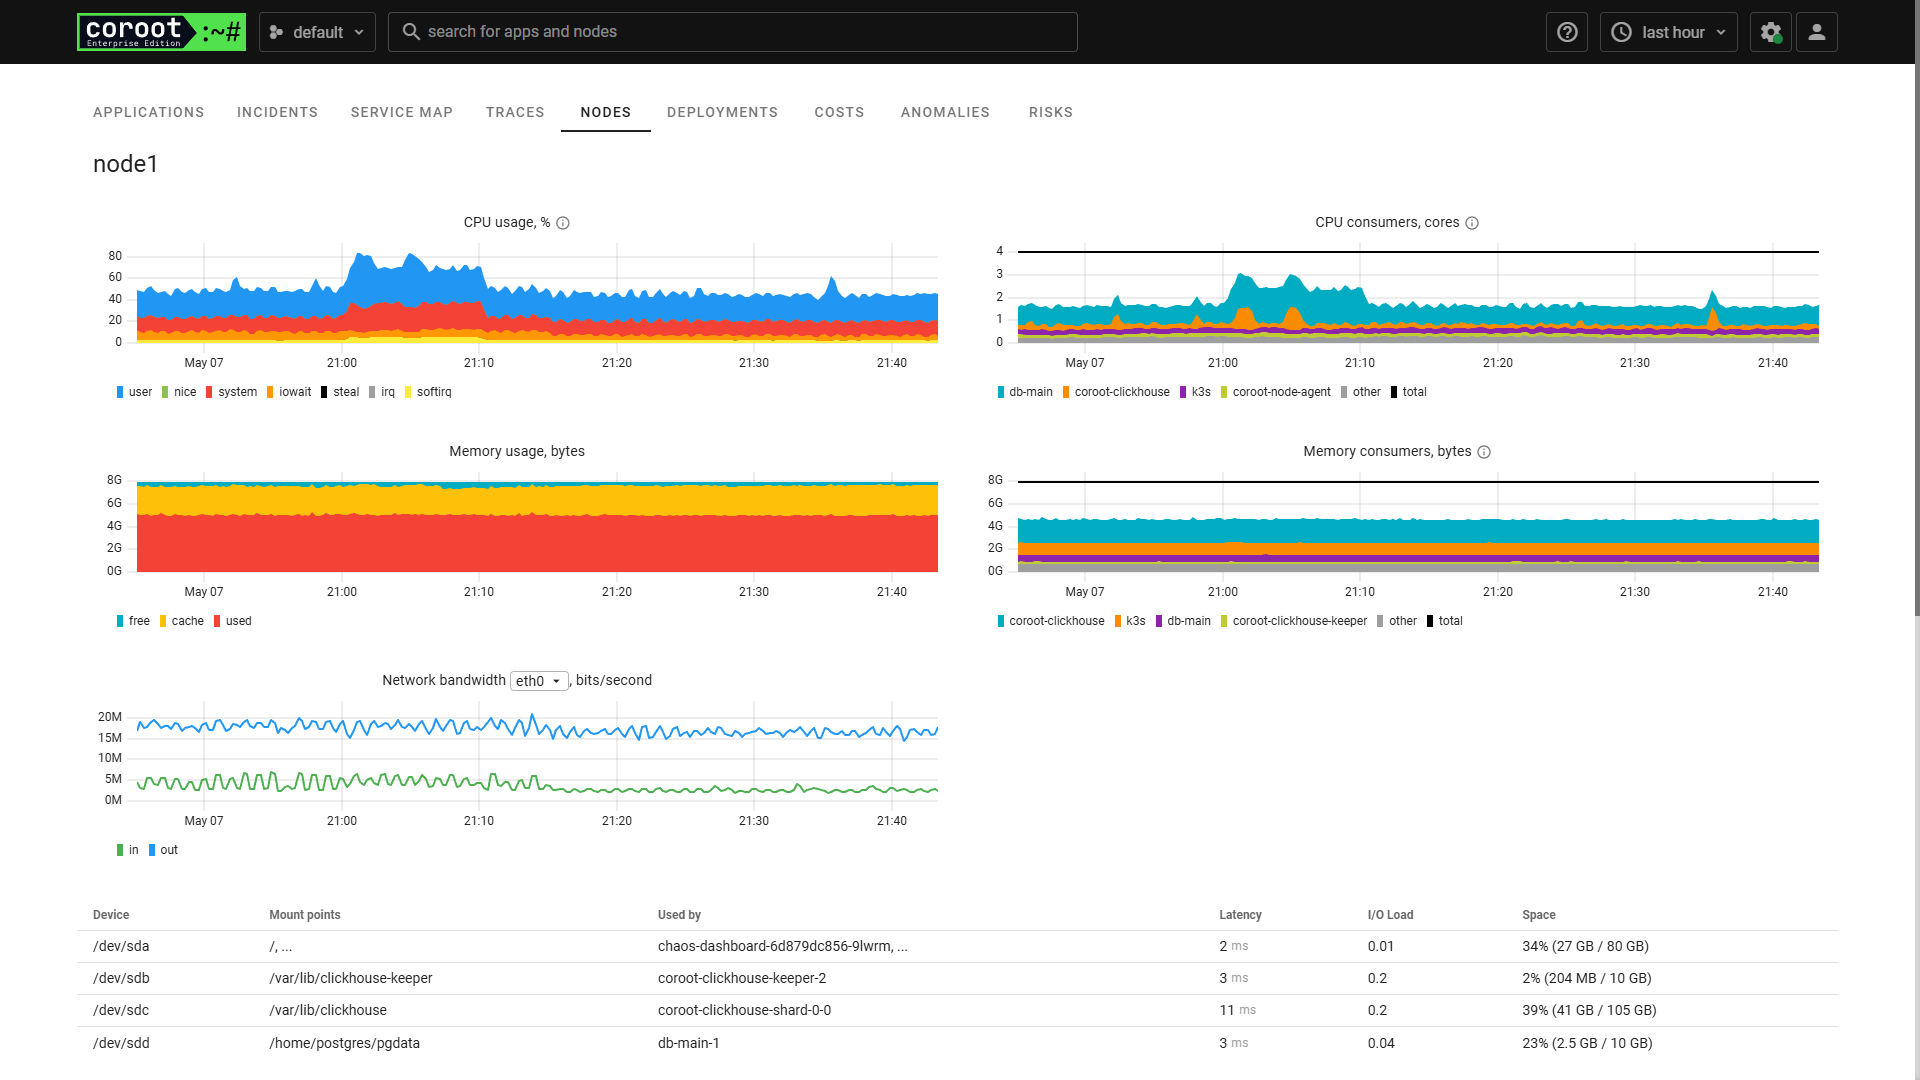 coroot :~#
Enterprise Edition
default
search for apps and nodes
last hour
APPLICATIONS INCIDENTS SERVICE MAP TRACES NODES DEPLOYMENTS COSTS ANOMALIES RISKS
node1
CPU usage, %
80
60
40
20
0
May 07 21:00 21:10 21:20 21:30 21:40
user nice system iowait steal irq softirq
CPU consumers, cores
4
3
2
1
0
May 07 21:00 21:10 21:20 21:30 21:40
db-main coroot-clickhouse k3s coroot-node-agent other total
Memory usage, bytes
8G
6G
4G
2G
0G
May 07 21:00 21:10 21:20 21:30 21:40
free cache used
Memory consumers, bytes
8G
6G
4G
2G
0G
May 07 21:00 21:10 21:20 21:30 21:40
coroot-clickhouse k3s db-main coroot-clickhouse-keeper other total
Network bandwidth eth0 , bits/second
20M
15M
10M
5M
0M
May 07 21:00 21:10 21:20 21:30 21:40
in out
Device Mount points Used by Latency I/O Load Space
/dev/sda /, ... chaos-dashboard-6d879dc856-9lwrm, ... 2 ms 0.01 34% (27 GB / 80 GB)
/dev/sdb /var/lib/clickhouse-keeper coroot-clickhouse-keeper-2 3 ms 0.2 2% (204 MB / 10 GB)
/dev/sdc /var/lib/clickhouse coroot-clickhouse-shard-0-0 11 ms 0.2 39% (41 GB / 105 GB)
/dev/sdd /home/postgres/pgdata db-main-1 3 ms 0.04 23% (2.5 GB / 10 GB)